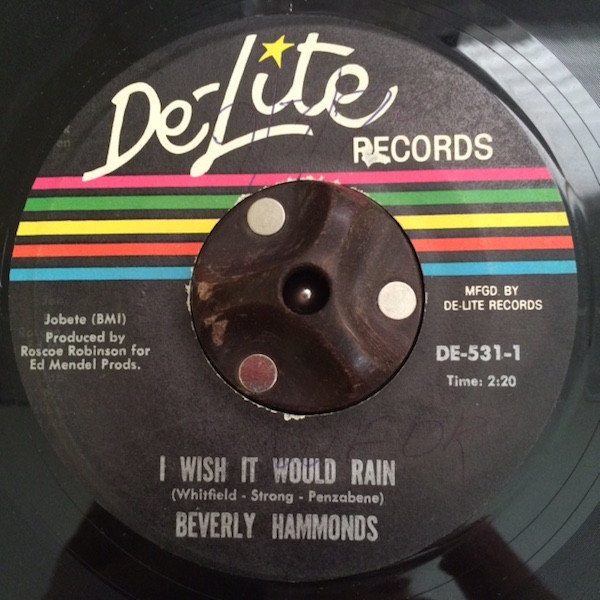 De-Lite
RECORDS
MFGD. BY
DE-LITE RECORDS
Jobete (BMI)
Produced by
Roscoe Robinson for
Ed Mendel Prods.
DE-531-1
Time: 2:20
I WISH IT WOULD RAIN
(Whitfield - Strong - Penzabene)
BEVERLY HAMMONDS